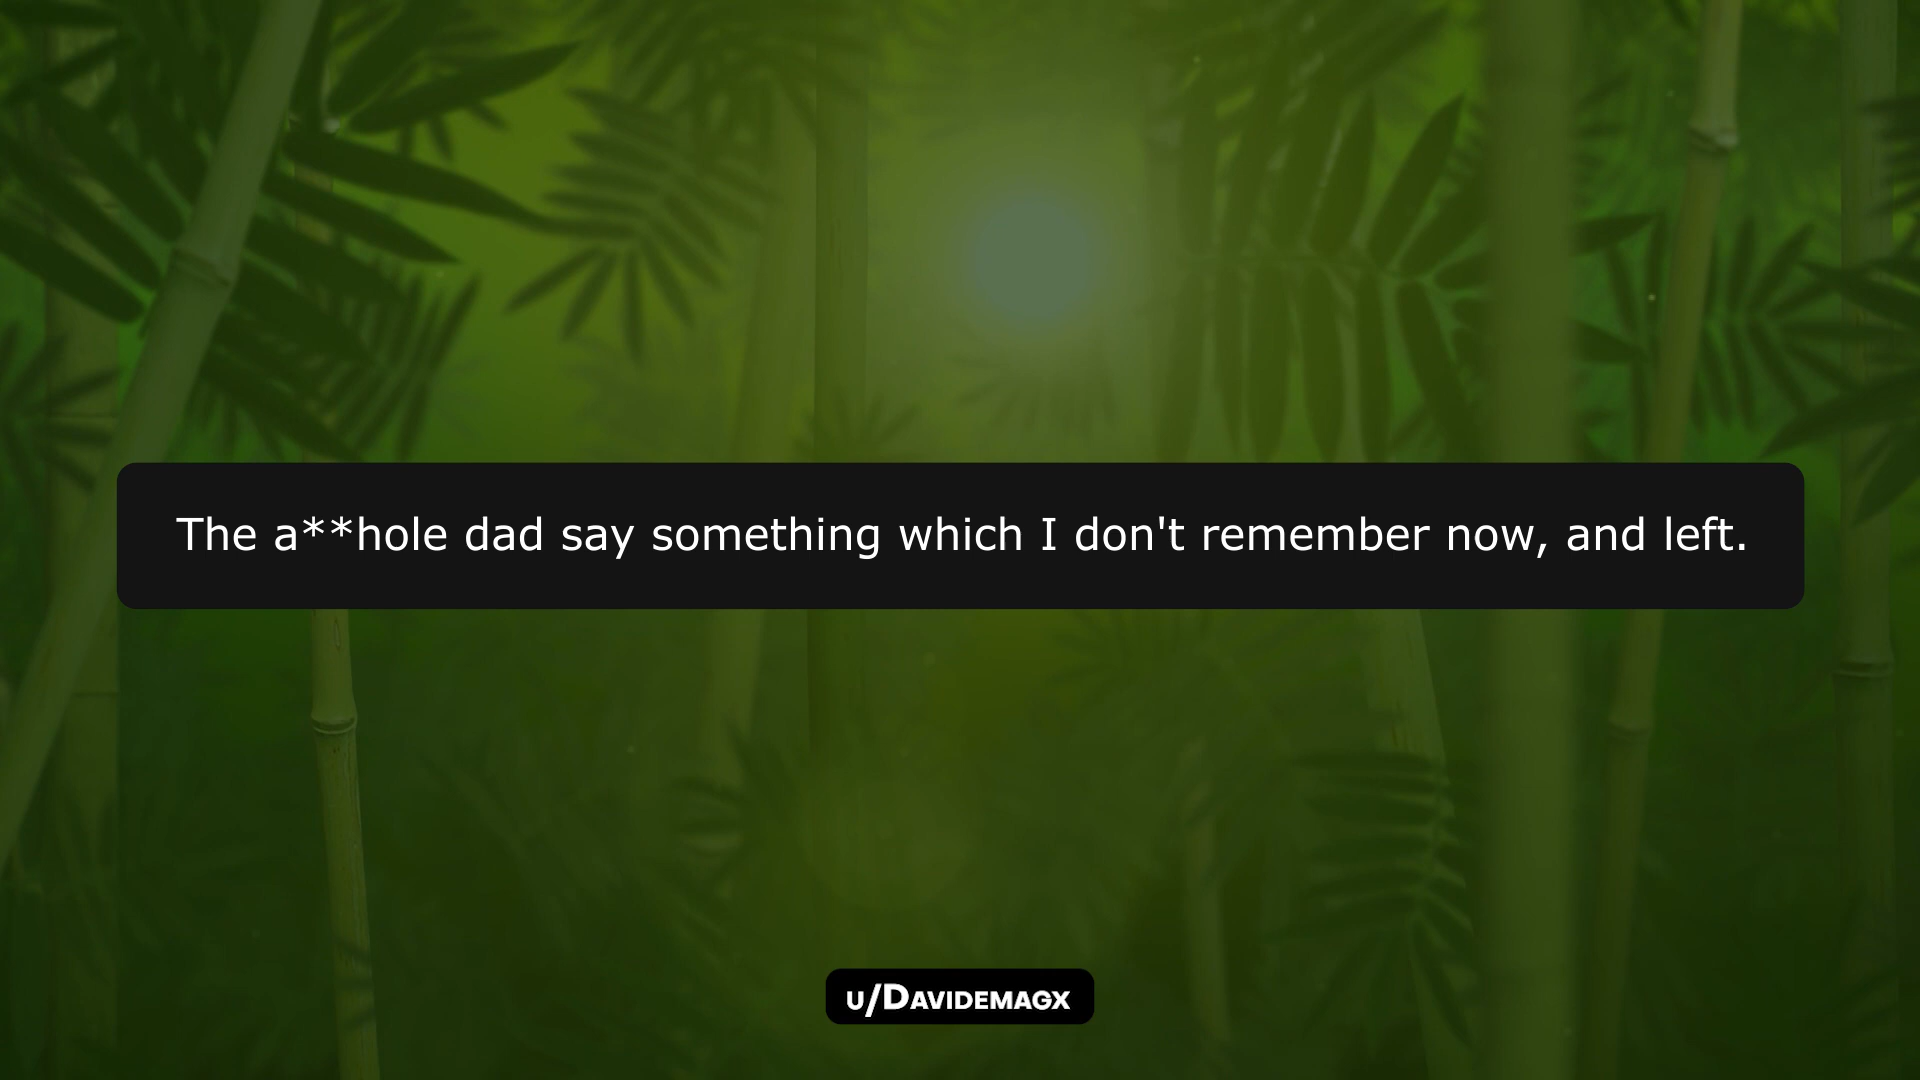 The a**hole dad say something which I don't remember now, and left.
u/Davidemagx